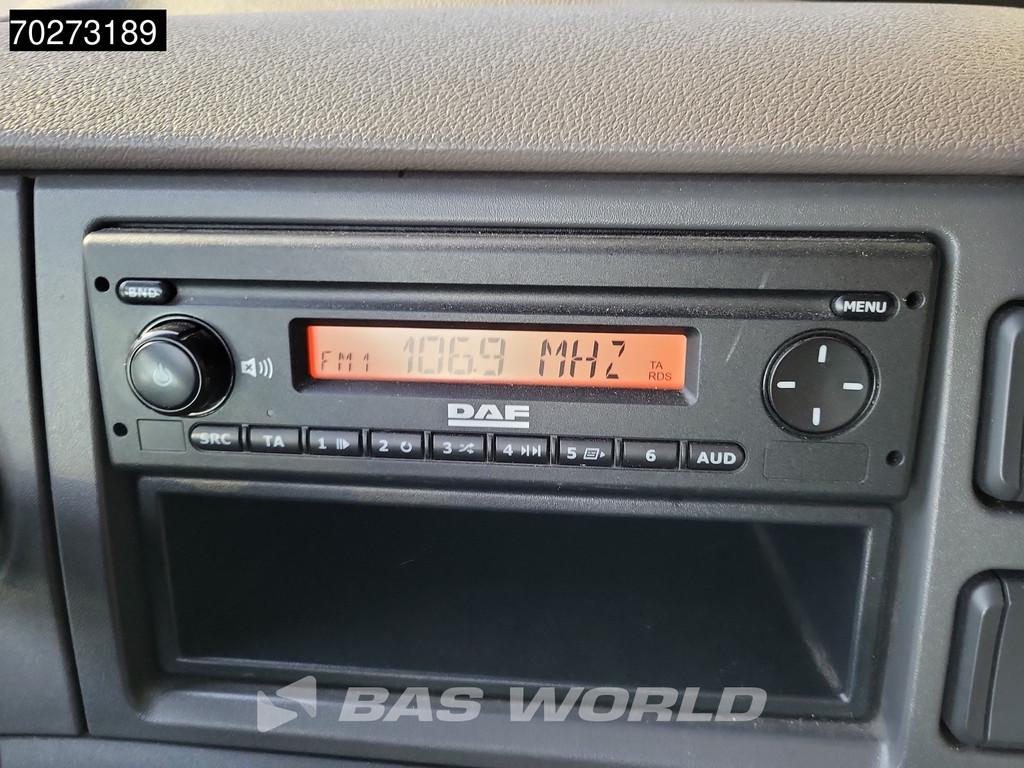 70273189
BND
MENU
FM1 106.9 MHZ TA
RDS
DAF
SRC TA 1 2 3 4 5 6 AUD
BAS WORLD